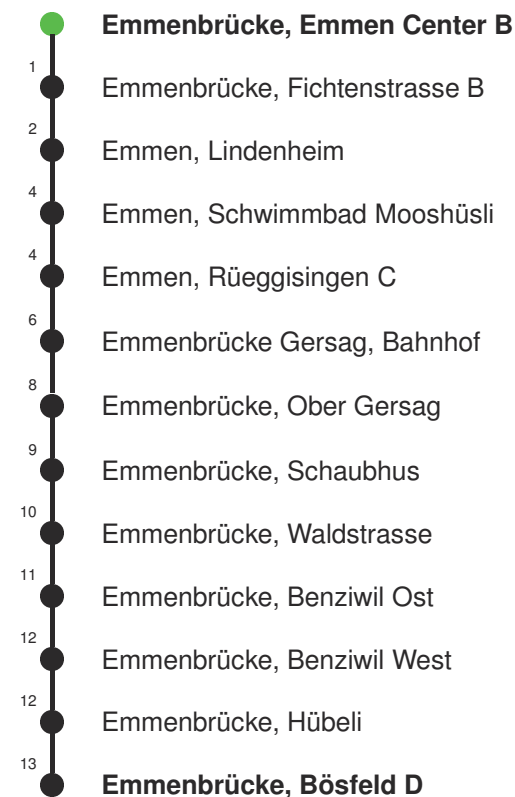 Emmenbrücke, Emmen Center B
1
Emmenbrücke, Fichtenstrasse B
2
Emmen, Lindenheim
4
Emmen, Schwimmbad Mooshüsli
4
Emmen, Rüeggisingen C
6
Emmenbrücke Gersag, Bahnhof
8
Emmenbrücke, Ober Gersag
9
Emmenbrücke, Schaubhus
10
Emmenbrücke, Waldstrasse
11
Emmenbrücke, Benziwil Ost
12
Emmenbrücke, Benziwil West
12
Emmenbrücke, Hübeli
13
Emmenbrücke, Bösfeld D